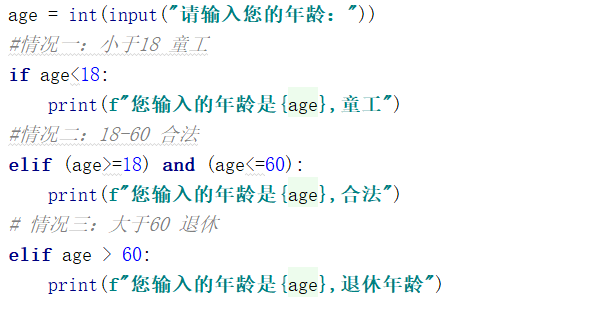 age = int(input("请输入您的年龄："))
#情况一：小于18 童工
if age<18:
    print(f"您输入的年龄是{age},童工")
#情况二：18-60 合法
elif (age>=18) and (age<=60):
    print(f"您输入的年龄是{age},合法")
# 情况三：大于60 退休
elif age > 60:
    print(f"您输入的年龄是{age},退休年龄")